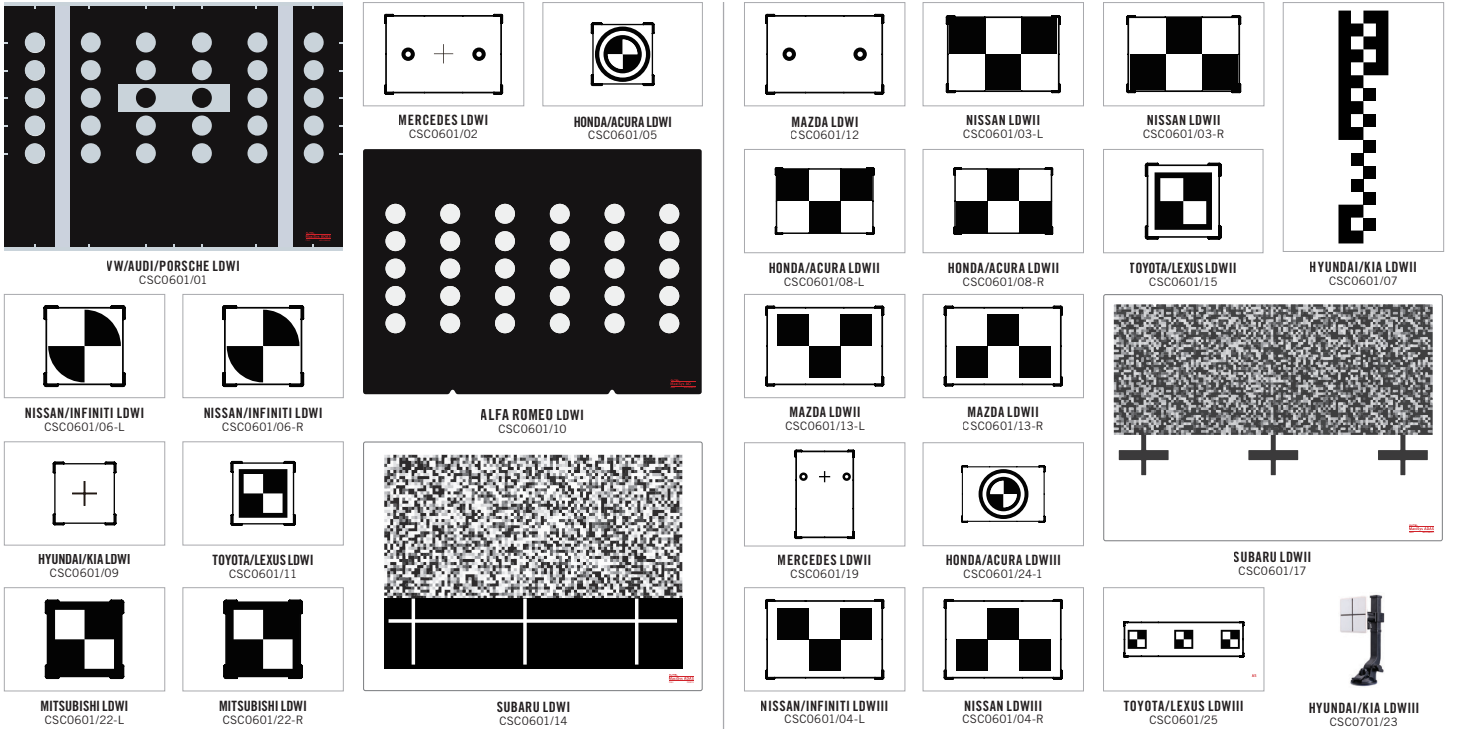 VW/AUDI/PORSCHE LDWI
CSC0601/01
MERCEDES LDWI
CSC0601/02
HONDA/ACURA LDWI
CSC0601/05
NISSAN/INFINITI LDWI
CSC0601/06-L
NISSAN/INFINITI LDWI
CSC0601/06-R
ALFA ROMEO LDWI
CSC0601/10
HYUNDAI/KIA LDWI
CSC0601/09
TOYOTA/LEXUS LDWI
CSC0601/11
MITSUBISHI LDWI
CSC0601/22-L
MITSUBISHI LDWI
CSC0601/22-R
SUBARU LDWI
CSC0601/14
MAZDA LDWI
CSC0601/12
NISSAN LDWII
CSC0601/03-L
NISSAN LDWII
CSC0601/03-R
HONDA/ACURA LDWII
CSC0601/08-L
HONDA/ACURA LDWII
CSC0601/08-R
TOYOTA/LEXUS LDWII
CSC0601/15
HYUNDAI/KIA LDWII
CSC0601/07
MAZDA LDWII
CSC0601/13-L
MAZDA LDWII
CSC0601/13-R
MERCEDES LDWII
CSC0601/19
HONDA/ACURA LDWIII
CSC0601/24-1
SUBARU LDWII
CSC0601/17
NISSAN/INFINITI LDWIII
CSC0601/04-L
NISSAN LDWIII
CSC0601/04-R
TOYOTA/LEXUS LDWIII
CSC0601/25
HYUNDAI/KIA LDWIII
CSC0701/23